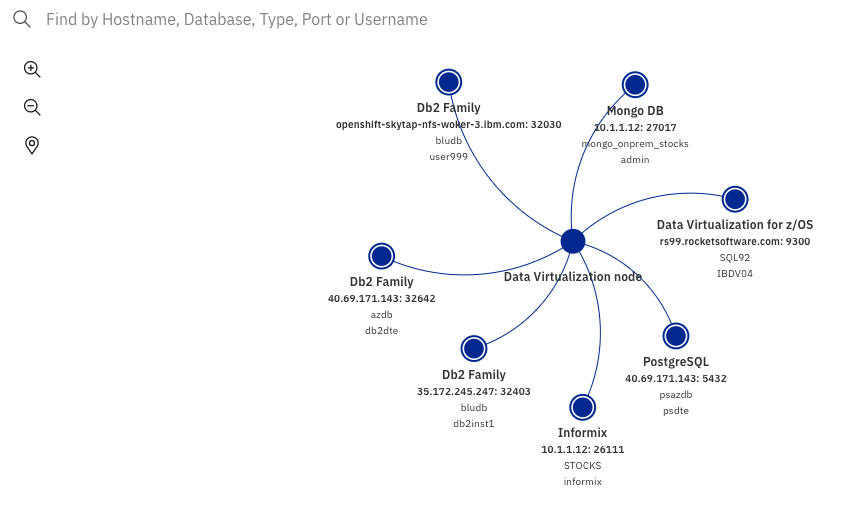 Find by Hostname, Database, Type, Port or Username
Db2 Family
openshift-skytap-nfs-woker-3.ibm.com: 32030
bludb
user999
Mongo DB
10.1.1.12: 27017
mongo_onprem_stocks
admin
Data Virtualization for z/OS
rs99.rocketsoftware.com: 9300
SQL92
IBDV04
Data Virtualization node
Db2 Family
40.69.171.143: 32642
azdb
db2dte
Db2 Family
35.172.245.247: 32403
bludb
db2inst1
PostgreSQL
40.69.171.143: 5432
psazdb
psdte
Informix
10.1.1.12: 26111
STOCKS
informix